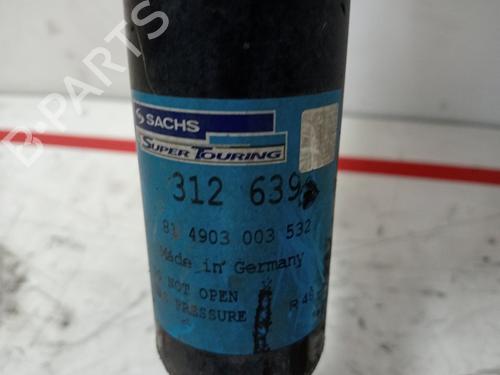 B-PARTS
SACHS
SUPER TOURING
312 639
81 4903 003 532
Made in Germany
NOT OPEN
PRESSURE